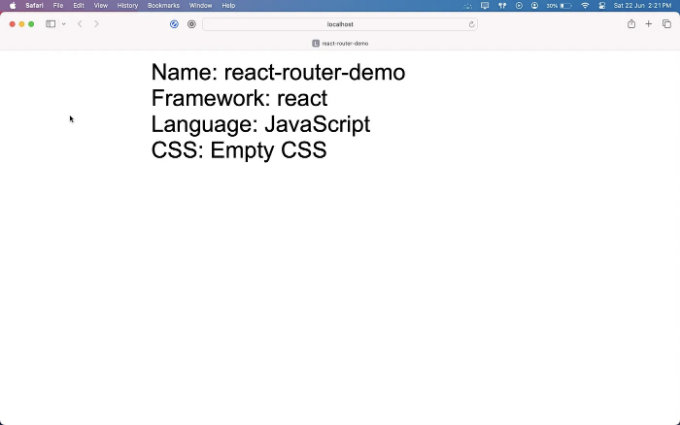 Safari File Edit View History Bookmarks Window Help 30% Sat 22 Jun 2:21 PM
localhost
L react-router-demo
Name: react-router-demo
Framework: react
Language: JavaScript
CSS: Empty CSS